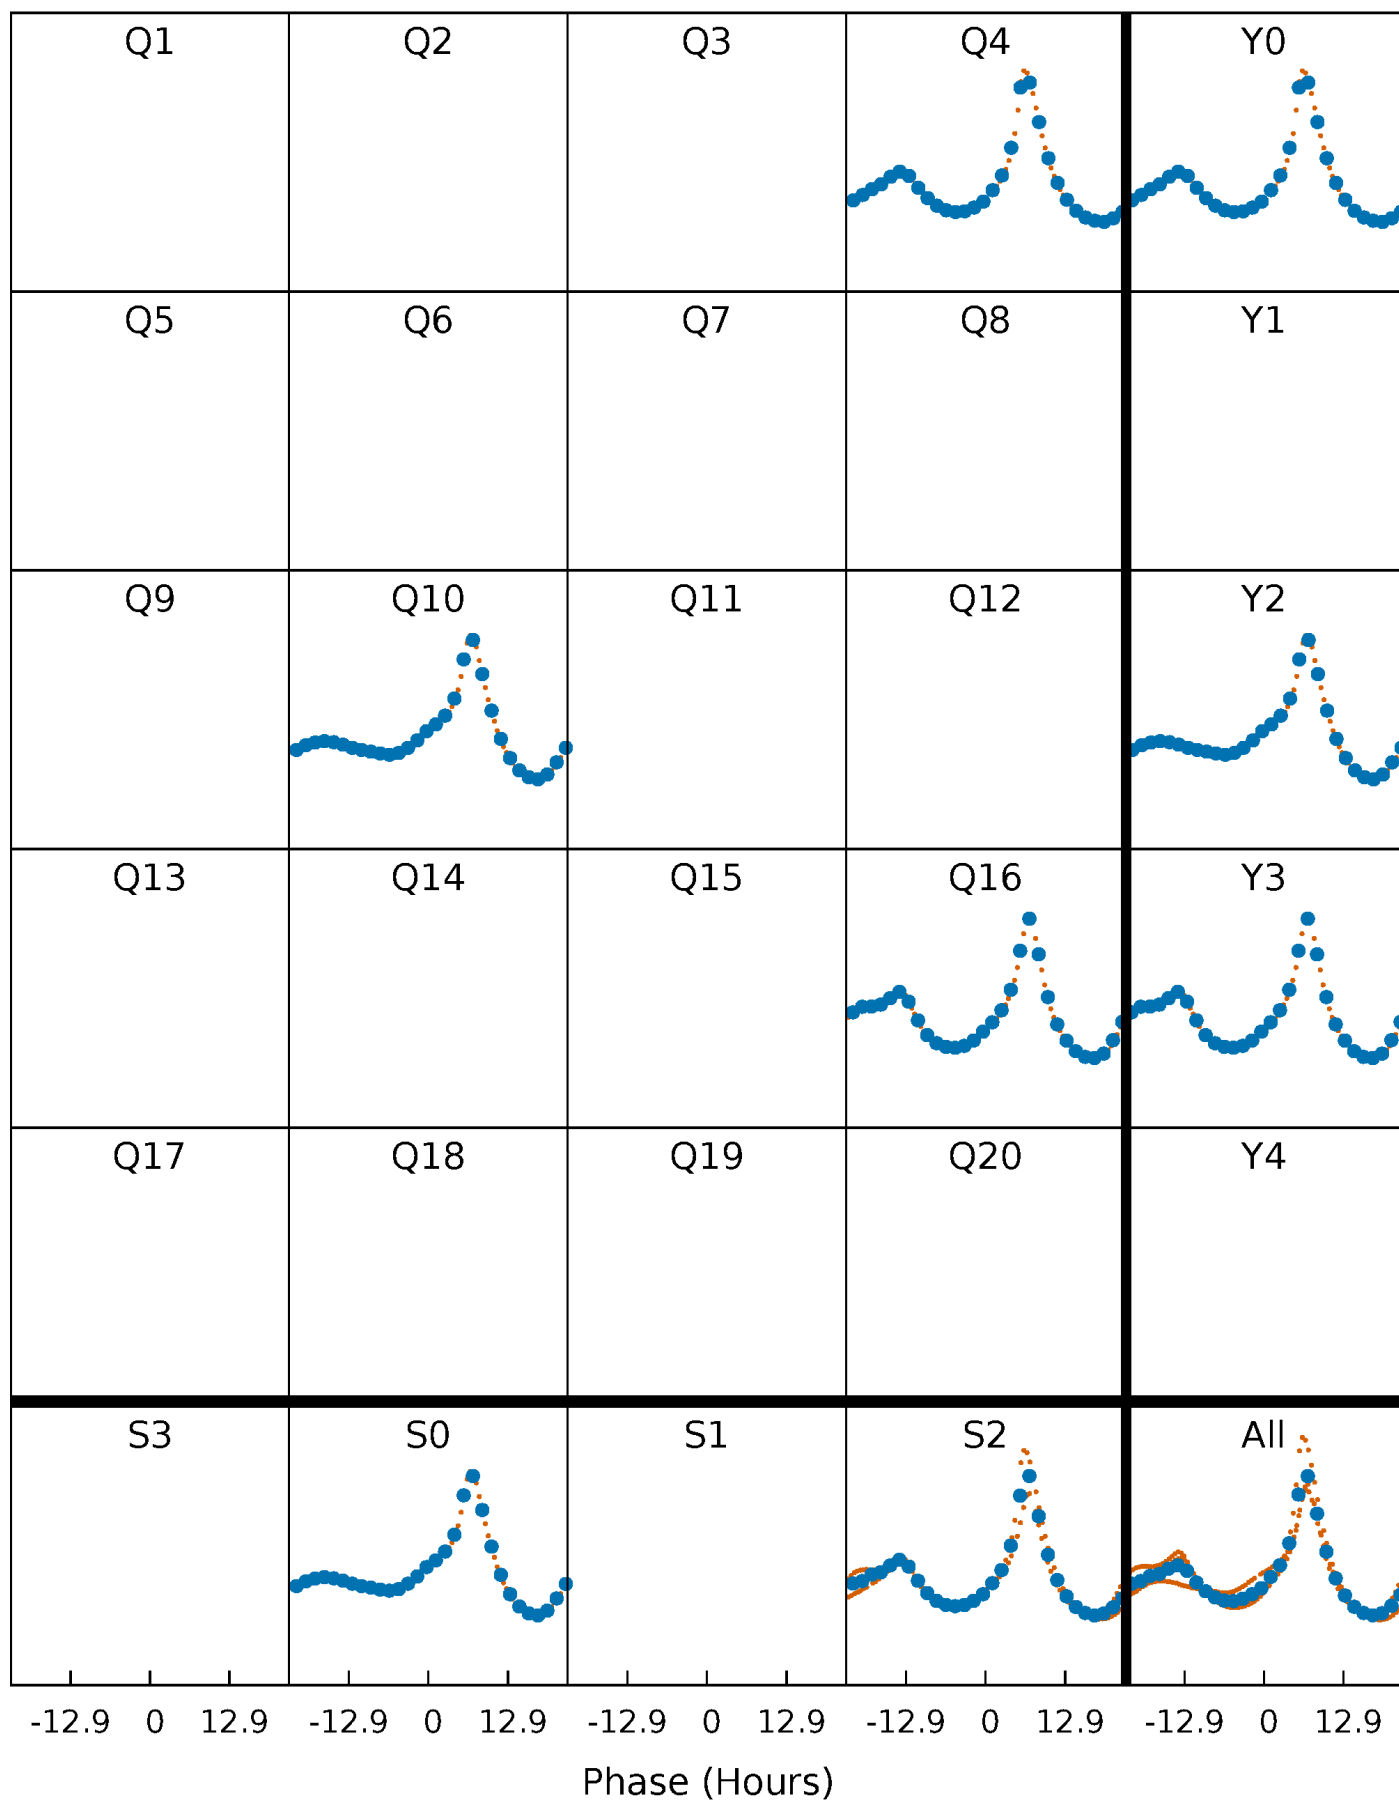 Q1 Q2 Q3 Q4 Y0
Q5 Q6 Q7 Q8 Y1
Q9 Q10 Q11 Q12 Y2
Q13 Q14 Q15 Q16 Y3
Q17 Q18 Q19 Q20 Y4
S3 S0 S1 S2 All
-12.9 0 12.9 -12.9 0 12.9 -12.9 0 12.9 -12.9 0 12.9 -12.9 0 12.9
Phase (Hours)